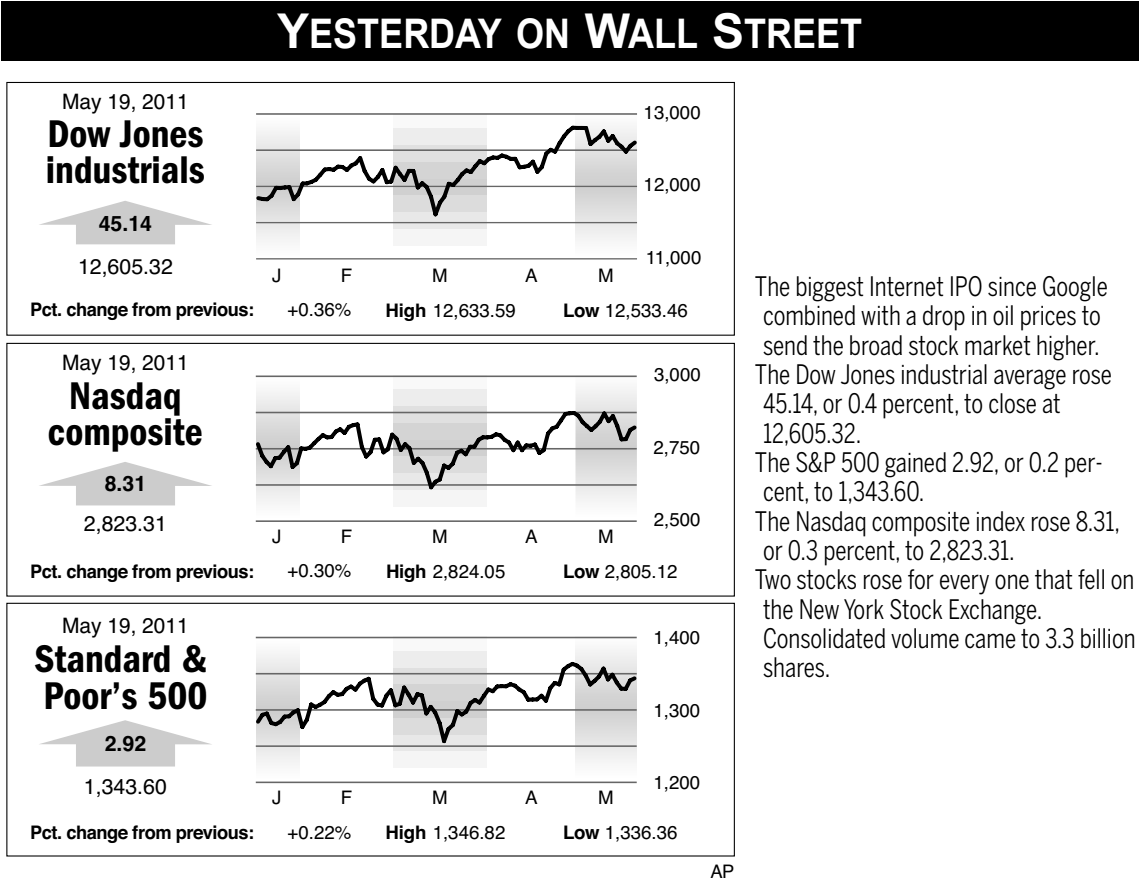 YESTERDAY ON WALL STREET
May 19, 2011
Dow Jones
industrials
45.14
12,605.32
13,000
12,000
11,000
J F M A M
Pct. change from previous: +0.36% High 12,633.59 Low 12,533.46
May 19, 2011
Nasdaq
composite
8.31
2,823.31
3,000
2,750
2,500
J F M A M
Pct. change from previous: +0.30% High 2,824.05 Low 2,805.12
May 19, 2011
Standard &
Poor's 500
2.92
1,343.60
1,400
1,300
1,200
J F M A M
Pct. change from previous: +0.22% High 1,346.82 Low 1,336.36
AP
The biggest Internet IPO since Google
combined with a drop in oil prices to
send the broad stock market higher.
The Dow Jones industrial average rose
45.14, or 0.4 percent, to close at
12,605.32.
The S&P 500 gained 2.92, or 0.2 per-
cent, to 1,343.60.
The Nasdaq composite index rose 8.31,
or 0.3 percent, to 2,823.31.
Two stocks rose for every one that fell on
the New York Stock Exchange.
Consolidated volume came to 3.3 billion
shares.